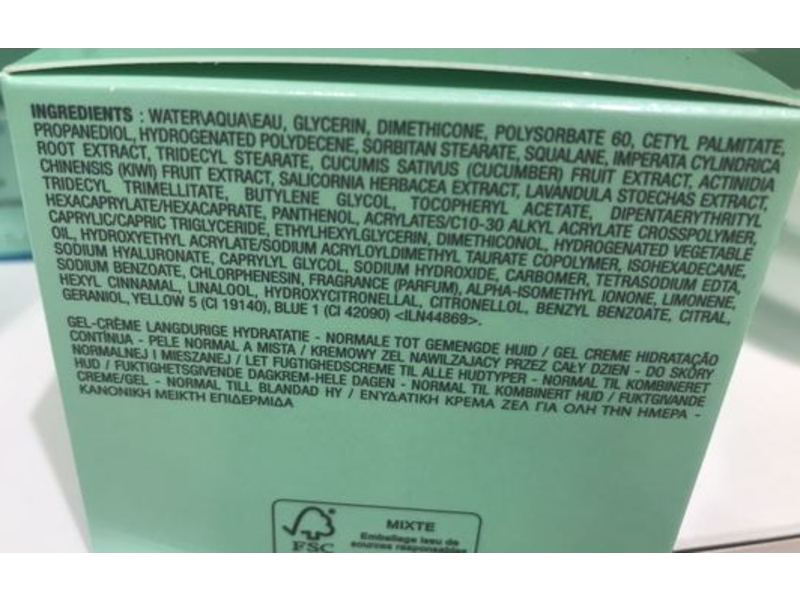 INGREDIENTS : WATER\AQUA\EAU, GLYCERIN, DIMETHICONE, POLYSORBATE 60, CETYL PALMITATE,
PROPANEDIOL, HYDROGENATED POLYDECENE, SORBITAN STEARATE, SQUALANE, IMPERATA CYLINDRICA
ROOT EXTRACT, TRIDECYL STEARATE, CUCUMIS SATIVUS (CUCUMBER) FRUIT EXTRACT, ACTINIDIA
CHINENSIS (KIWI) FRUIT EXTRACT, SALICORNIA HERBACEA EXTRACT, LAVANDULA STOECHAS EXTRACT,
TRIDECYL TRIMELLITATE, BUTYLENE GLYCOL, TOCOPHERYL ACETATE, DIPENTAERYTHRITYL
HEXACAPRYLATE/HEXACAPRATE, PANTHENOL, ACRYLATES/C10-30 ALKYL ACRYLATE CROSSPOLYMER,
CAPRYLIC/CAPRIC TRIGLYCERIDE, ETHYLHEXYLGLYCERIN, DIMETHICONOL, HYDROGENATED VEGETABLE
OIL, HYDROXYETHYL ACRYLATE/SODIUM ACRYLOYLDIMETHYL TAURATE COPOLYMER, ISOHEXADECANE,
SODIUM HYALURONATE, CAPRYLYL GLYCOL, SODIUM HYDROXIDE, CARBOMER, TETRASODIUM EDTA,
SODIUM BENZOATE, CHLORPHENESIN, FRAGRANCE (PARFUM), ALPHA-ISOMETHYL IONONE, LIMONENE,
HEXYL CINNAMAL, LINALOOL, HYDROXYCITRONELLAL, CITRONELLOL, BENZYL BENZOATE, CITRAL,
GERANIOL, YELLOW 5 (CI 19140), BLUE 1 (CI 42090) <ILN44869>.
GEL-CRÈME LANGDURIGE HYDRATATIE - NORMALE TOT GEMENGDE HUID / GEL CREME HIDRATAÇÃO
CONTÍNUA - PELE NORMAL A MISTA / KREMOWY ŻEL NAWILŻAJĄCY PRZEZ CAŁY DZIEŃ - DO SKÓRY
NORMALNEJ I MIESZANEJ / LET FUGTIGHEDSCREME TIL ALLE HUDTYPER - NORMAL TIL KOMBINERET
HUD / FUKTIGHETSGIVENDE DAGKREM-HELE DAGEN - NORMAL TIL KOMBINERT HUD / FUKTGIVANDE
CREME/GEL - NORMAL TILL BLANDAD HY / ΕΝΥΔΑΤΙΚΗ ΚΡΕΜΑ ΖΕΛ ΓΙΑ ΟΛΗ ΤΗΝ ΗΜΕΡΑ -
ΚΑΝΟΝΙΚΗ ΜΕΙΚΤΗ ΕΠΙΔΕΡΜΙΔΑ
MIXTE
Emballage issu de
sources responsables
FSC